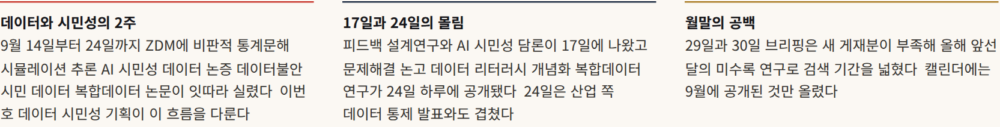 데이터와 시민성의 2주
9월 14일부터 24일까지 ZDM에 비판적 통계문해
시뮬레이션 추론 AI 시민성 데이터 논증 데이터불안
시민 데이터 복합데이터 논문이 잇따라 실렸다 이번
호 데이터 시민성 기획이 이 흐름을 다룬다
17일과 24일의 몰림
피드백 설계연구와 AI 시민성 담론이 17일에 나왔고
문제해결 논고 데이터 리터러시 개념화 복합데이터
연구가 24일 하루에 공개됐다 24일은 산업 쪽
데이터 통제 발표와도 겹쳤다
월말의 공백
29일과 30일 브리핑은 새 게재분이 부족해 올해 앞선
달의 미수록 연구로 검색 기간을 넓혔다 캘린더에는
9월에 공개된 것만 올렸다